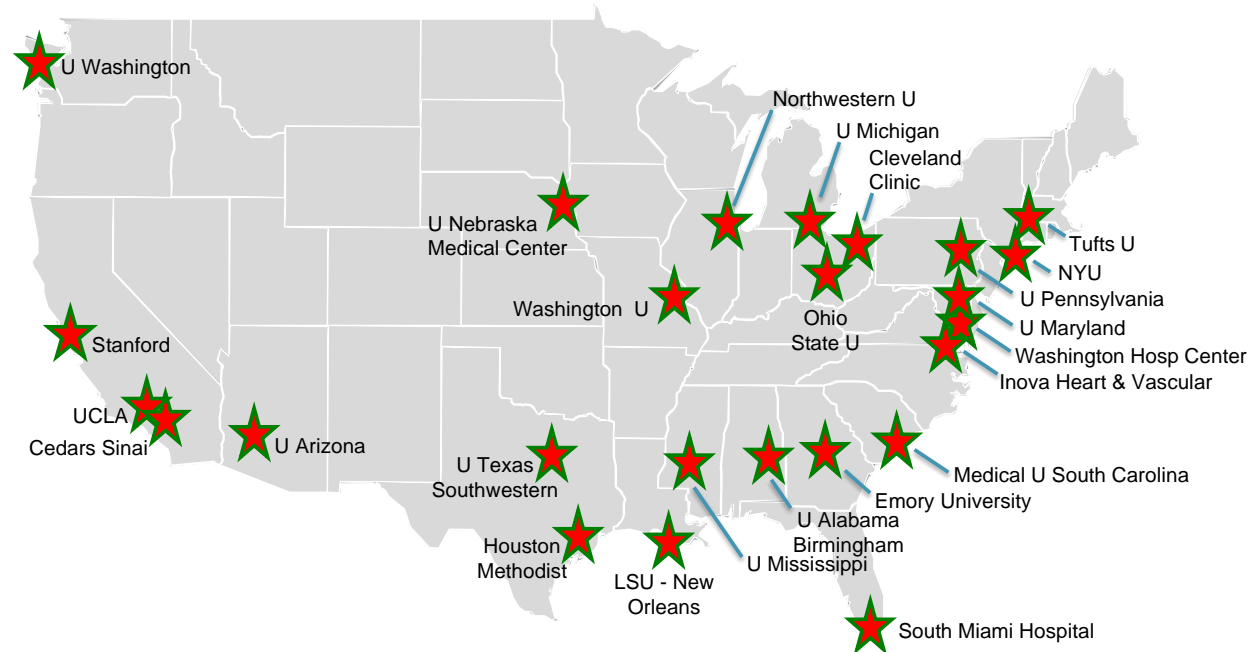 U Washington
Northwestern U
U Michigan
Cleveland
Clinic
U Nebraska
Medical Center
Tufts U
NYU
U Pennsylvania
Washington U
U Maryland
Ohio
State U
Stanford
Washington Hosp Center
Inova Heart & Vascular
UCLA
Cedars Sinai
U Arizona
U Texas
Southwestern
Medical U South Carolina
Emory University
U Alabama
Birmingham
Houston
Methodist
U Mississippi
LSU - New
Orleans
South Miami Hospital